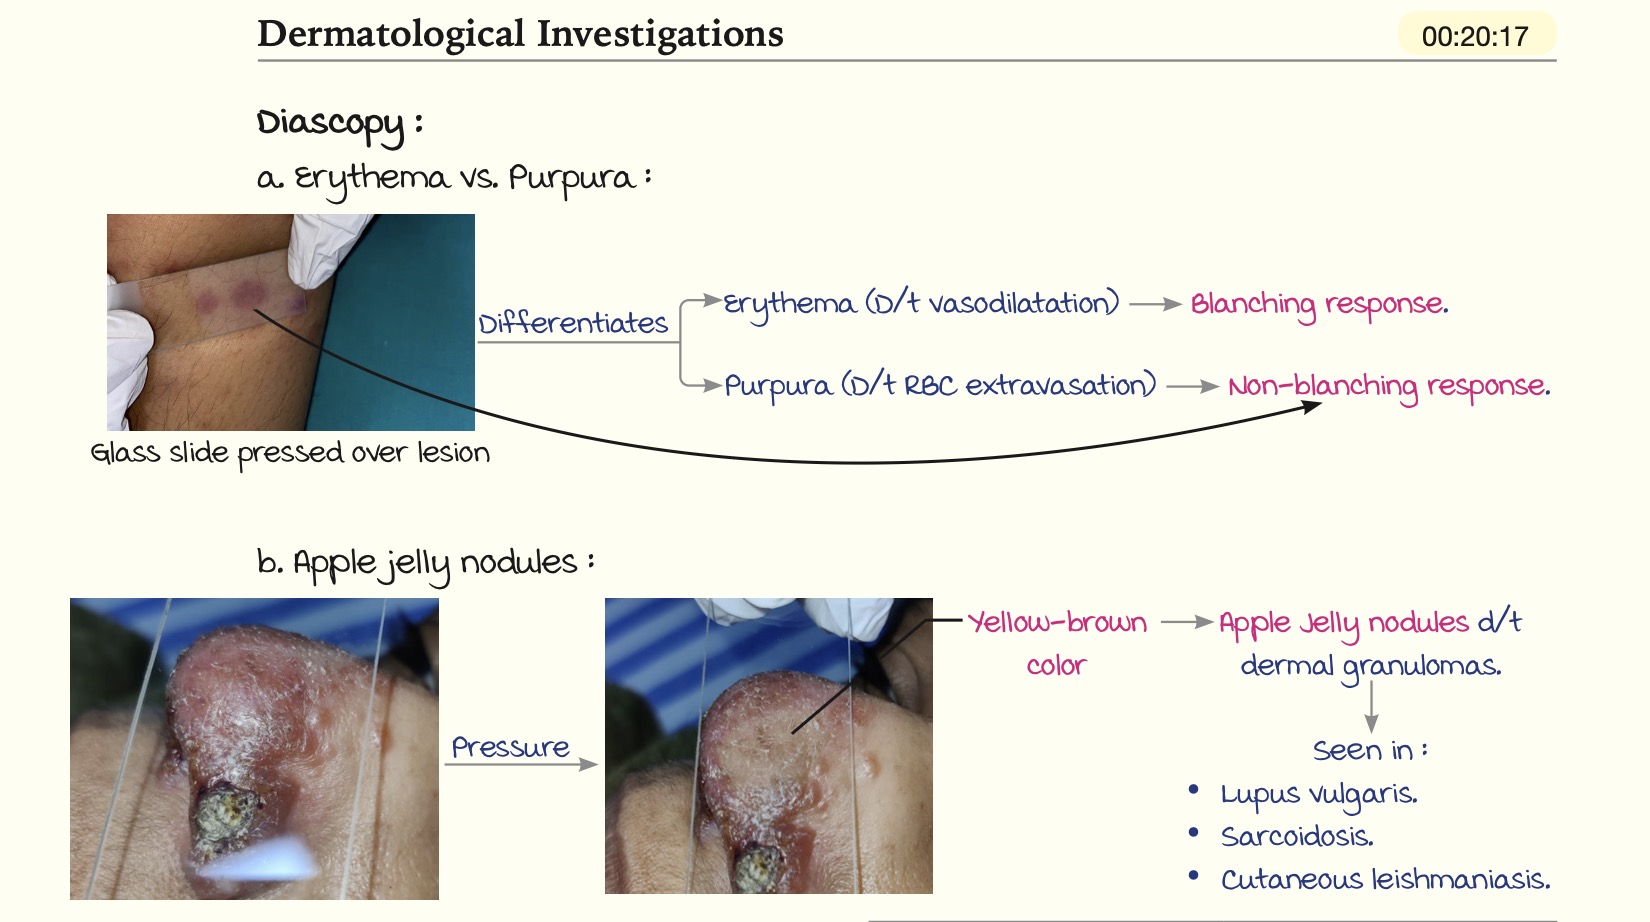 Dermatological Investigations
00:20:17
Diascopy :
a. Erythema vs. Purpura :
Differentiates
Erythema (D/t vasodilatation)
Blanching response.
Purpura (D/t RBC extravasation)
Non-blanching response.
Glass slide pressed over lesion
b. Apple jelly nodules :
Pressure
Yellow-brown
color
Apple Jelly nodules d/t
dermal granulomas.
Seen in :
• Lupus vulgaris.
• Sarcoidosis.
• Cutaneous leishmaniasis.